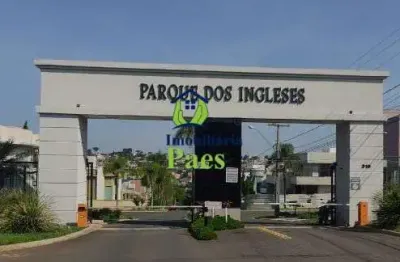 PARQUE DOS INGLESES
Imobiliária
Paes